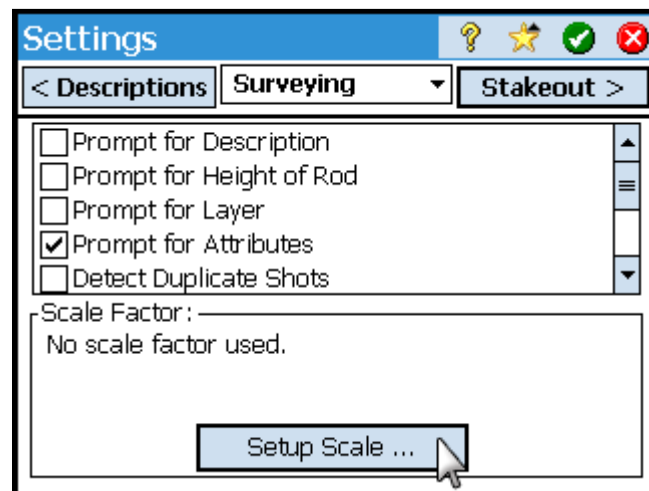 Settings
< Descriptions Surveying Stakeout >
Prompt for Description
Prompt for Height of Rod
Prompt for Layer
Prompt for Attributes
Detect Duplicate Shots
Scale Factor:
No scale factor used.
Setup Scale ...